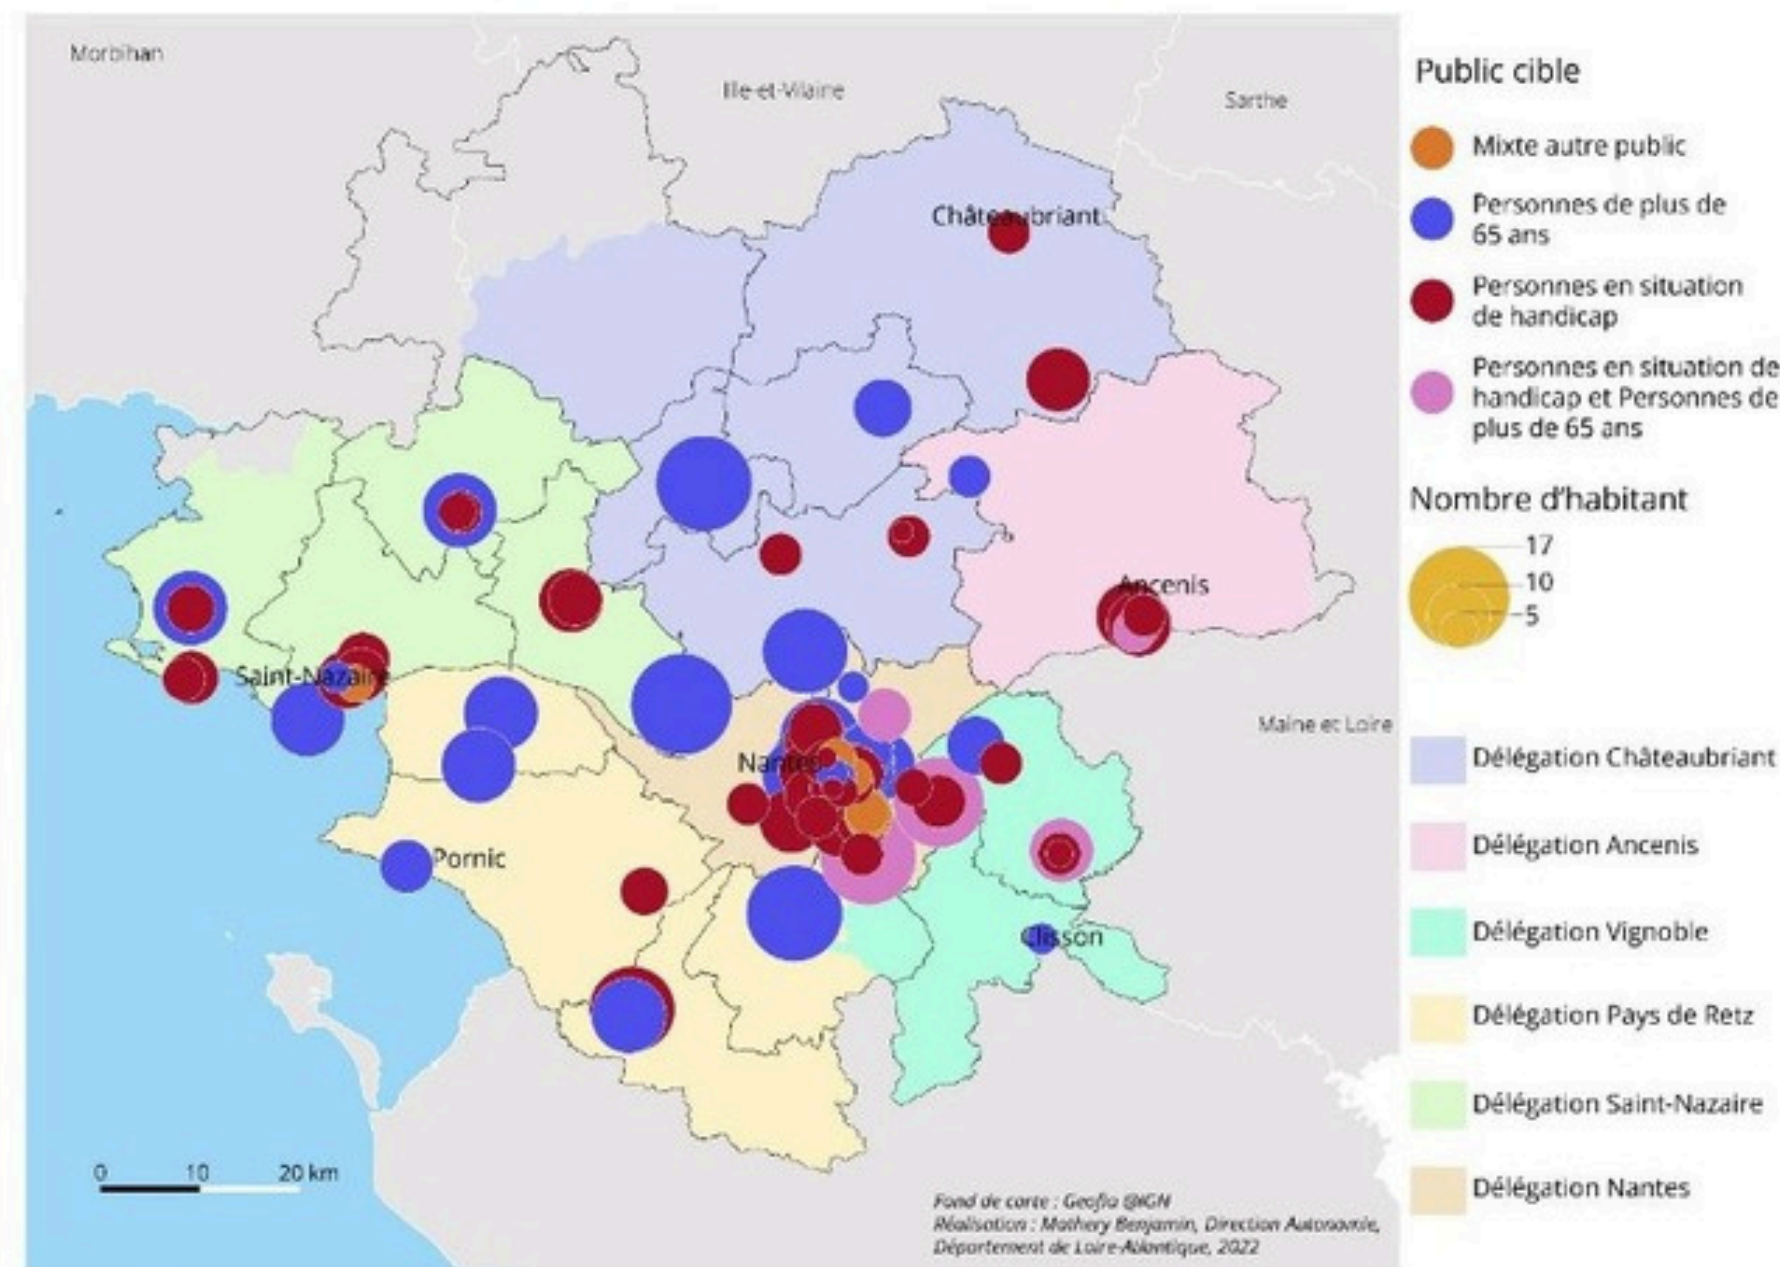 Morbihan
Ille-et-Vilaine
Sarthe
Châteaubriant
Ancenis
Saint-Nazaire
Maine et Loire
Nantes
Pornic
Clisson
0 10 20 km
Fond de carte : Geofla @IGN
Réalisation : Mathery Benjamin, Direction Autonomie,
Département de Loire-Atlantique, 2022
Public cible
Mixte autre public
Personnes de plus de
65 ans
Personnes en situation
de handicap
Personnes en situation de
handicap et Personnes de
plus de 65 ans
Nombre d'habitant
17
10
5
Délégation Châteaubriant
Délégation Ancenis
Délégation Vignoble
Délégation Pays de Retz
Délégation Saint-Nazaire
Délégation Nantes